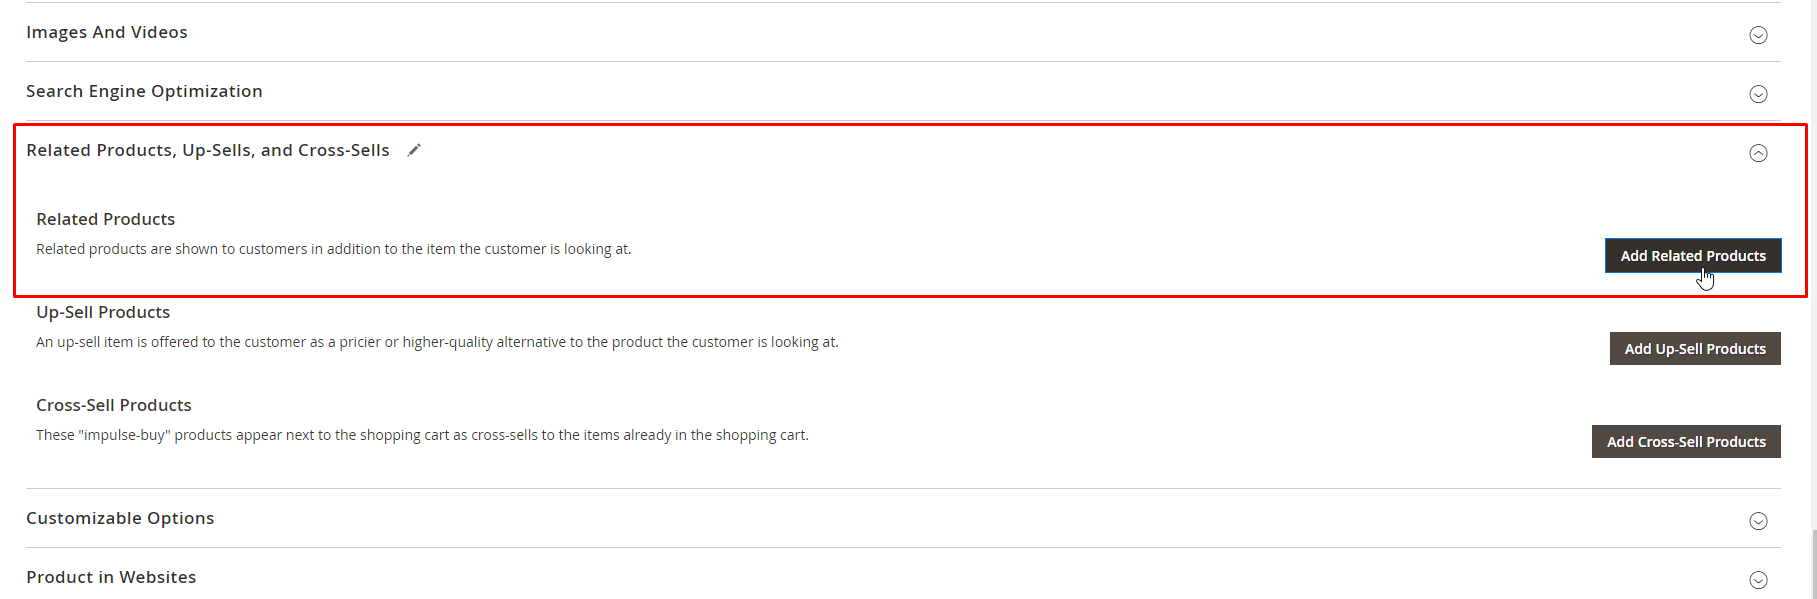 Images And Videos
Search Engine Optimization
Related Products, Up-Sells, and Cross-Sells
Related Products
Related products are shown to customers in addition to the item the customer is looking at.
Add Related Products
Up-Sell Products
An up-sell item is offered to the customer as a pricier or higher-quality alternative to the product the customer is looking at.
Add Up-Sell Products
Cross-Sell Products
These "impulse-buy" products appear next to the shopping cart as cross-sells to the items already in the shopping cart.
Add Cross-Sell Products
Customizable Options
Product in Websites